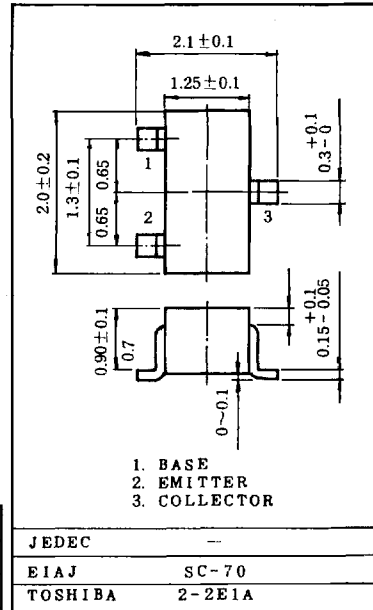 2.1±0.1
1.25±0.1
2.0±0.2
1.3±0.1
0.65
0.65
1
2
3
+0.1
0.3-0
0.90±0.1
0.7
0~0.1
+0.1
0.15-0.05
1. BASE
2. EMITTER
3. COLLECTOR
JEDEC —
EIAJ SC-70
TOSHIBA 2-2E1A